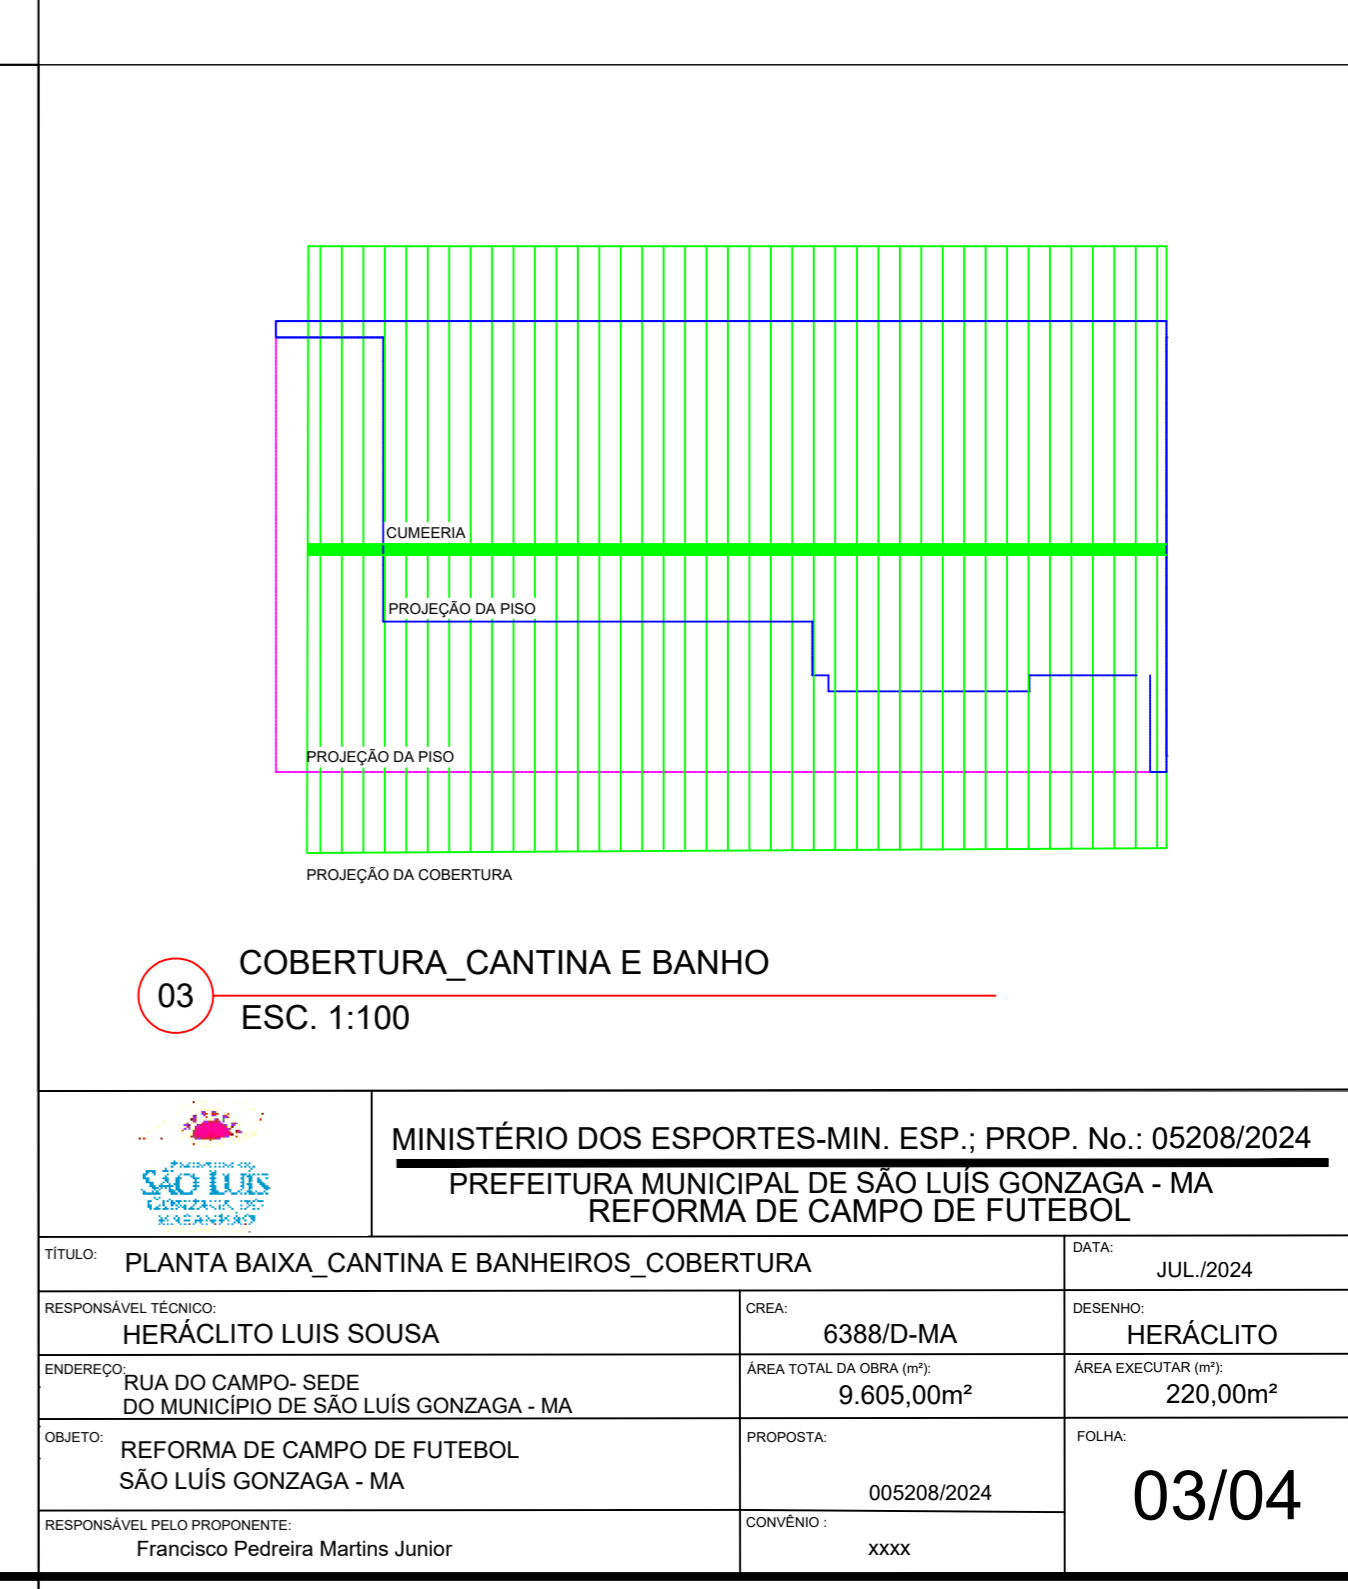 CUMEERIA
PROJEÇÃO DA PISO
PROJEÇÃO DA PISO
PROJEÇÃO DA COBERTURA
03
COBERTURA_CANTINA E BANHO
ESC. 1:100
SÃO LUÍS
GONZAGA DO
MARANHÃO
MINISTÉRIO DOS ESPORTES-MIN. ESP.; PROP. No.: 05208/2024
PREFEITURA MUNICIPAL DE SÃO LUÍS GONZAGA - MA
REFORMA DE CAMPO DE FUTEBOL
TÍTULO: PLANTA BAIXA_CANTINA E BANHEIROS_COBERTURA
DATA:
JUL./2024
RESPONSÁVEL TÉCNICO:
HERÁCLITO LUIS SOUSA
CREA:
6388/D-MA
DESENHO:
HERÁCLITO
ENDEREÇO:
RUA DO CAMPO- SEDE
DO MUNICÍPIO DE SÃO LUÍS GONZAGA - MA
ÁREA TOTAL DA OBRA (m²):
9.605,00m²
ÁREA EXECUTAR (m²):
220,00m²
OBJETO:
REFORMA DE CAMPO DE FUTEBOL
SÃO LUÍS GONZAGA - MA
PROPOSTA:
005208/2024
FOLHA:
03/04
RESPONSÁVEL PELO PROPONENTE:
Francisco Pedreira Martins Junior
CONVÊNIO :
xxxx